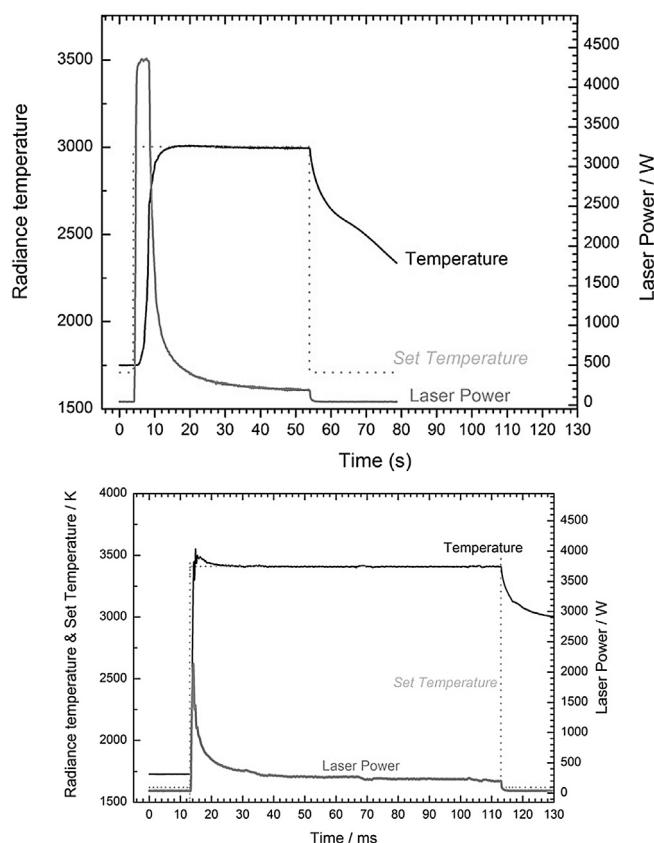 3500
3000
2500
2000
1500
Radiance temperature
4500
4000
3500
3000
2500
2000
1500
1000
500
0
Laser Power / W
Temperature
Set Temperature
Laser Power
0 10 20 30 40 50 60 70 80 90 100 110 120 130
Time (s)
4000
3500
3000
2500
2000
1500
Radiance temperature & Set Temperature / K
4500
4000
3500
3000
2500
2000
1500
1000
500
0
Laser Power / W
Temperature
Set Temperature
Laser Power
0 10 20 30 40 50 60 70 80 90 100 110 120 130
Time / ms